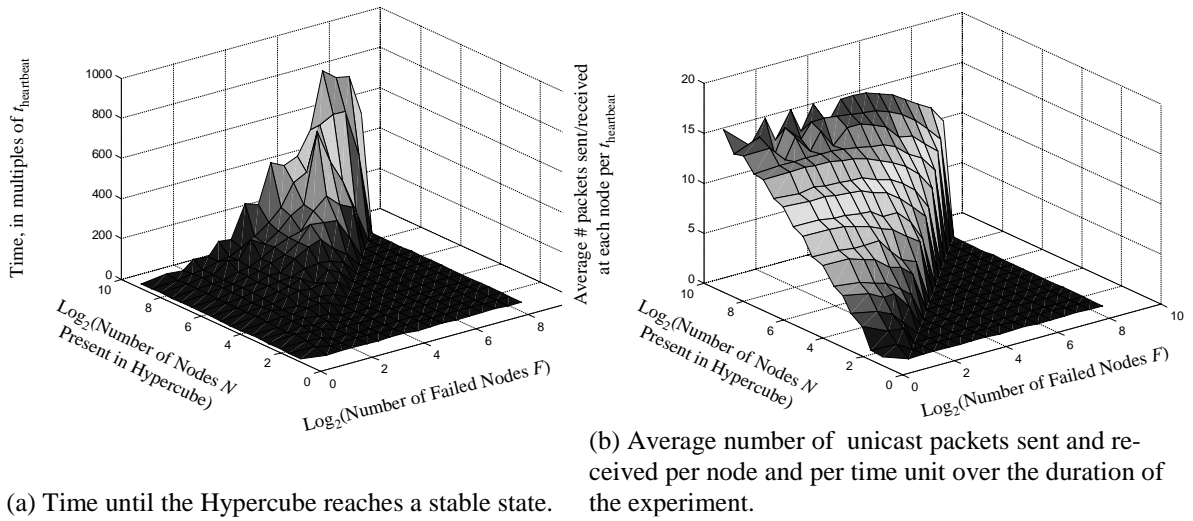 1000
800
600
400
200
0
Time, in multiples of t_heartbeat
10
8
6
4
2
0
Log2(Number of Nodes N
Present in Hypercube)
0
2
4
6
8
Log2(Number of Failed Nodes F)
20
15
10
5
0
Average # packets sent/received
at each node per t_heartbeat
10
8
6
4
2
0
Log2(Number of Nodes N
Present in Hypercube)
0
2
4
6
8
10
Log2(Number of Failed Nodes F)
(a) Time until the Hypercube reaches a stable state.
(b) Average number of unicast packets sent and re-
ceived per node and per time unit over the duration of
the experiment.